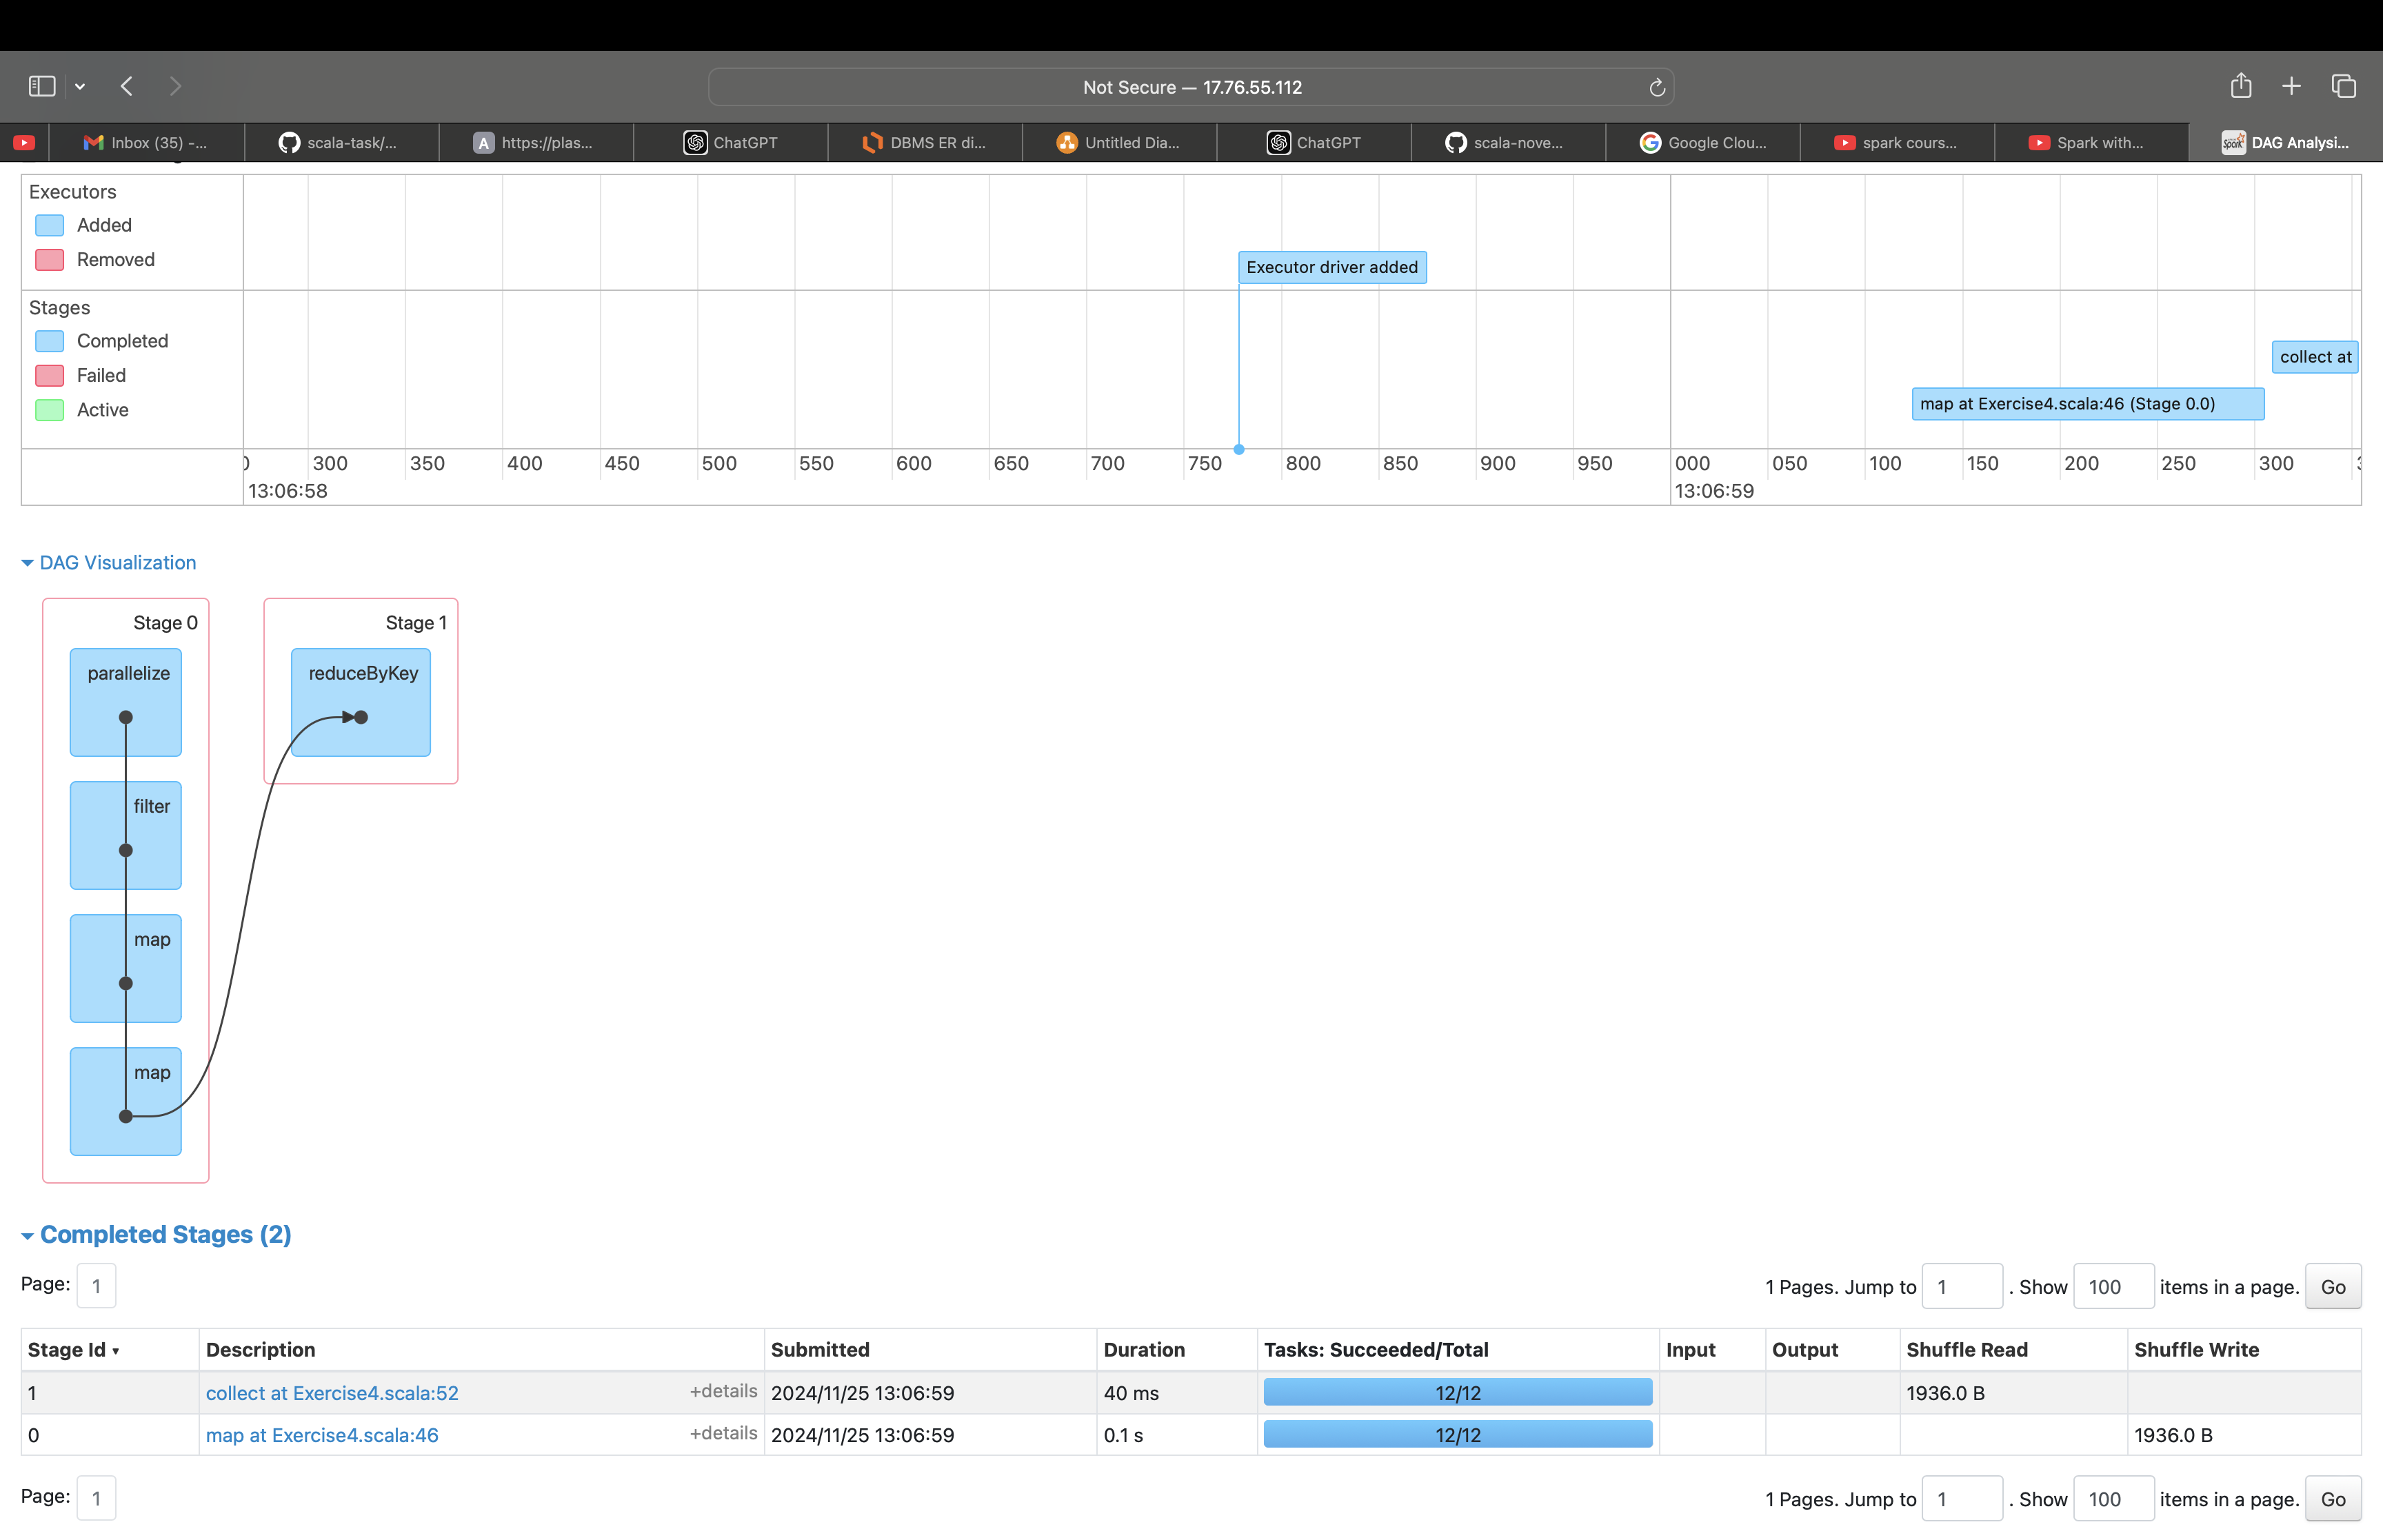 Not Secure — 17.76.55.112
Inbox (35) -...
scala-task/...
A https://plas...
ChatGPT
DBMS ER di...
Untitled Dia...
ChatGPT
scala-nove...
Google Clou...
spark cours...
Spark with...
Spark DAG Analysi...
Executors
Added
Removed
Executor driver added
Stages
Completed
Failed
Active
collect at
map at Exercise4.scala:46 (Stage 0.0)
300 350 400 450 500 550 600 650 700 750 800 850 900 950 000 050 100 150 200 250 300
13:06:58 13:06:59
DAG Visualization
Stage 0
parallelize
filter
map
map
Stage 1
reduceByKey
Completed Stages (2)
Page: 1
1 Pages. Jump to 1 . Show 100 items in a page. Go
Stage Id ▾ Description Submitted Duration Tasks: Succeeded/Total Input Output Shuffle Read Shuffle Write
1 collect at Exercise4.scala:52 +details 2024/11/25 13:06:59 40 ms 12/12 1936.0 B
0 map at Exercise4.scala:46 +details 2024/11/25 13:06:59 0.1 s 12/12 1936.0 B
Page: 1
1 Pages. Jump to 1 . Show 100 items in a page. Go